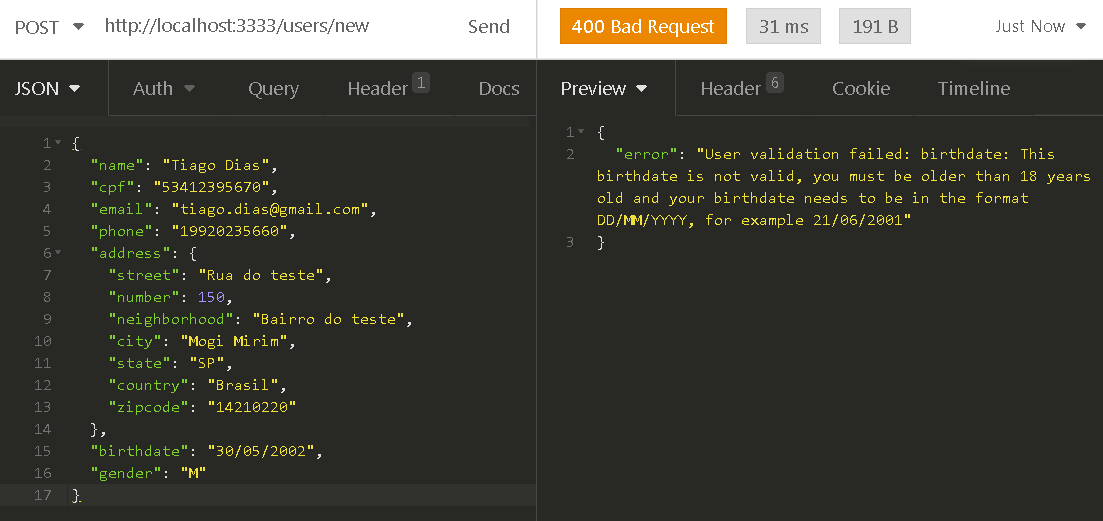 POST http://localhost:3333/users/new Send 400 Bad Request 31 ms 191 B Just Now
JSON Auth Query Header 1 Docs Preview Header 6 Cookie Timeline
1 {
2 "name": "Tiago Dias",
3 "cpf": "53412395670",
4 "email": "tiago.dias@gmail.com",
5 "phone": "19920235660",
6 "address": {
7 "street": "Rua do teste",
8 "number": 150,
9 "neighborhood": "Bairro do teste",
10 "city": "Mogi Mirim",
11 "state": "SP",
12 "country": "Brasil",
13 "zipcode": "14210220"
14 },
15 "birthdate": "30/05/2002",
16 "gender": "M"
17 }
1 {
2 "error": "User validation failed: birthdate: This
birthdate is not valid, you must be older than 18 years
old and your birthdate needs to be in the format
DD/MM/YYYY, for example 21/06/2001"
3 }